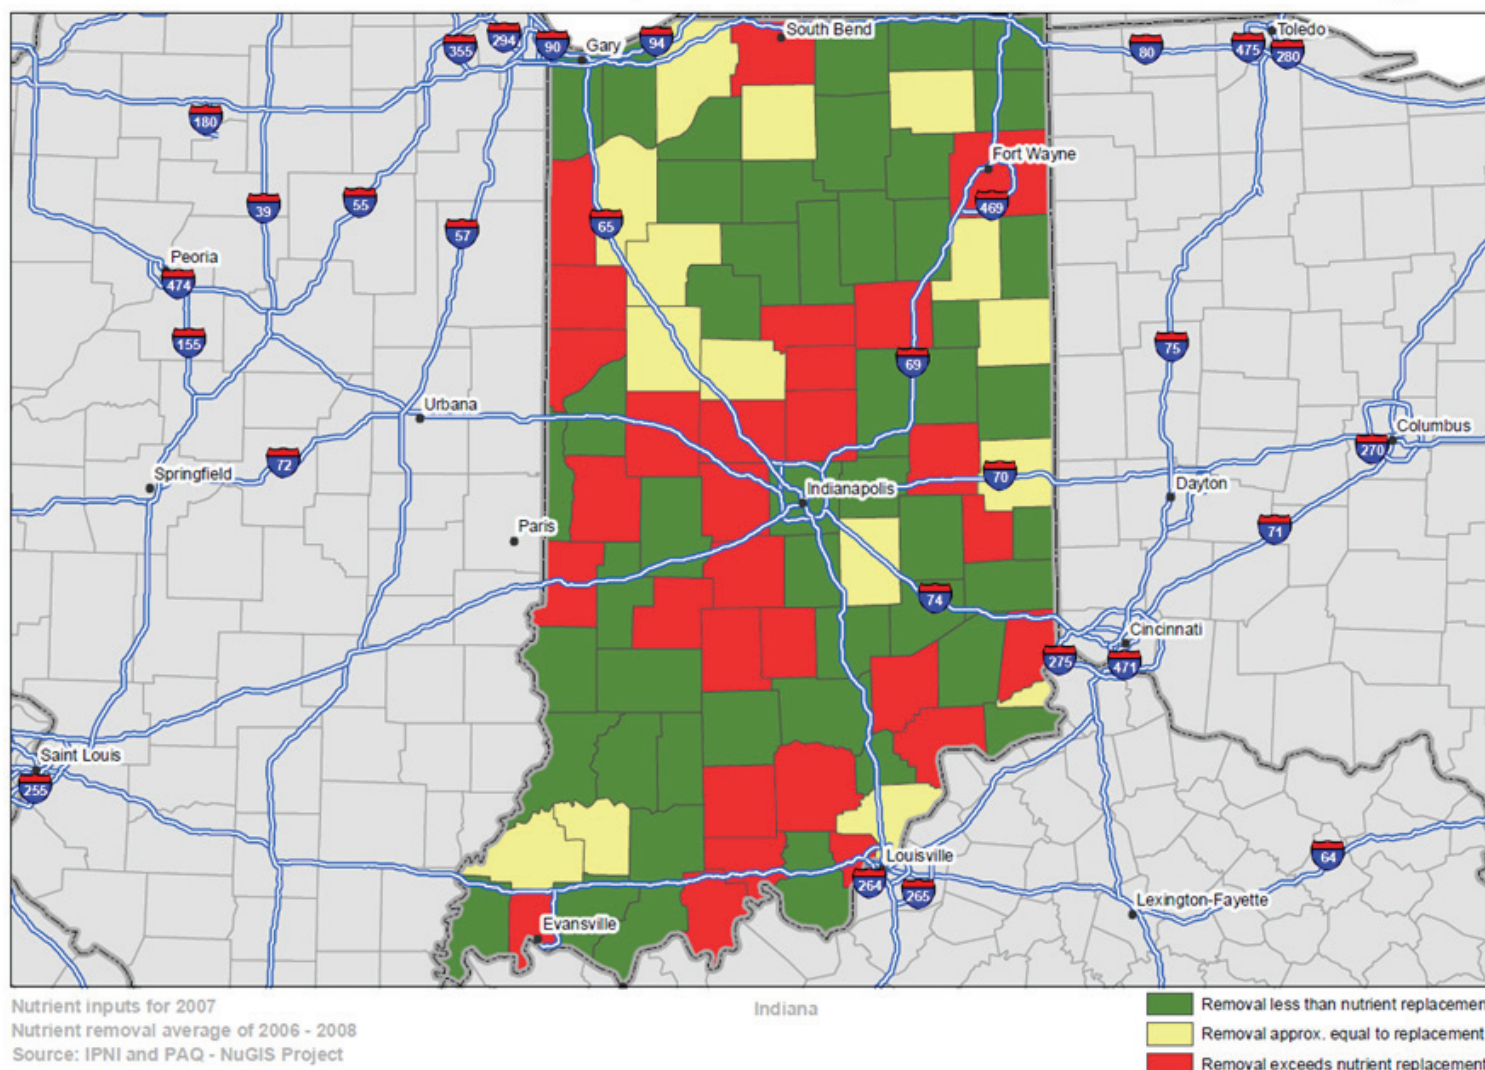 South Bend
Toledo
Gary
294
90
94
355
80
475
280
180
Fort Wayne
39
55
469
65
57
Peoria
474
155
75
69
Urbana
Columbus
270
72
Springfield
70
Dayton
Indianapolis
Paris
71
74
Cincinnati
275
471
Saint Louis
255
Louisville
64
264
265
Lexington-Fayette
Evansville
Nutrient inputs for 2007
Nutrient removal average of 2006 - 2008
Source: IPNI and PAQ - NuGIS Project
Indiana
Removal less than nutrient replacemen
Removal approx. equal to replacement
Removal exceeds nutrient replacement